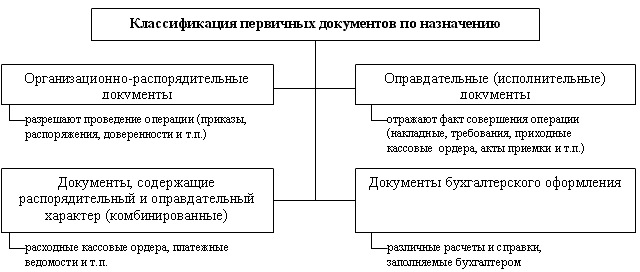 Классификация первичных документов по назначению
Организационно-распорядительные
документы
разрешают проведение операции (приказы,
распоряжения, доверенности и т.п.)
Оправдательные (исполнительные)
документы
отражают факт совершения операции
(накладные, требования, приходные
кассовые ордера, акты приемки и т.п.)
Документы, содержащие
распорядительный и оправдательный
характер (комбинированные)
расходные кассовые ордера, платежные
ведомости и т.п.
Документы бухгалтерского оформления
различные расчеты и справки,
заполняемые бухгалтером